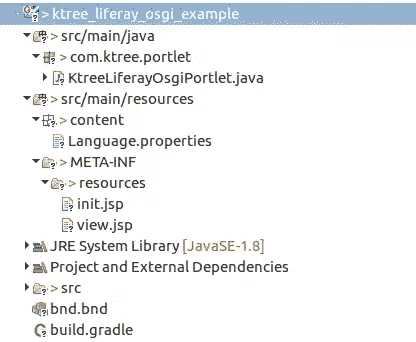 > ktree_liferay_osgi_example
> src/main/java
> com.ktree.portlet
KtreeLiferayOsgiPortlet.java
> src/main/resources
> content
Language.properties
> META-INF
> resources
init.jsp
view.jsp
JRE System Library [JavaSE-1.8]
Project and External Dependencies
> src
bnd.bnd
build.gradle